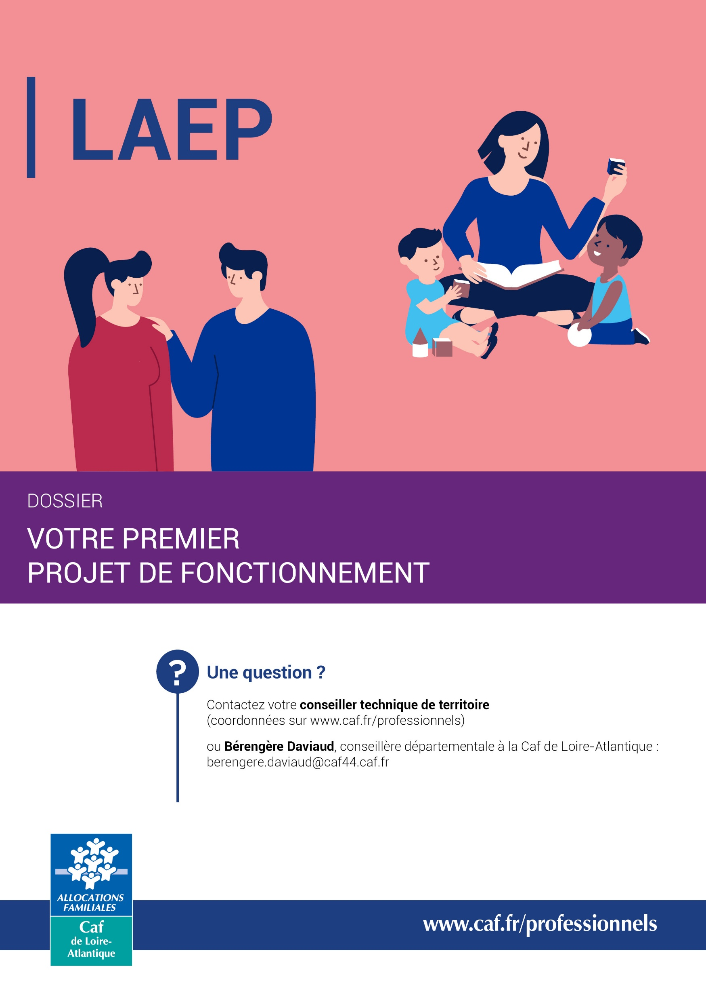 LAEP
DOSSIER
VOTRE PREMIER
PROJET DE FONCTIONNEMENT
?
Une question ?
Contactez votre conseiller technique de territoire
(coordonnées sur www.caf.fr/professionnels)
ou Bérengère Daviaud, conseillère départementale à la Caf de Loire-Atlantique :
berengere.daviaud@caf44.caf.fr
ALLOCATIONS
FAMILIALES
Caf
de Loire-
Atlantique
www.caf.fr/professionnels